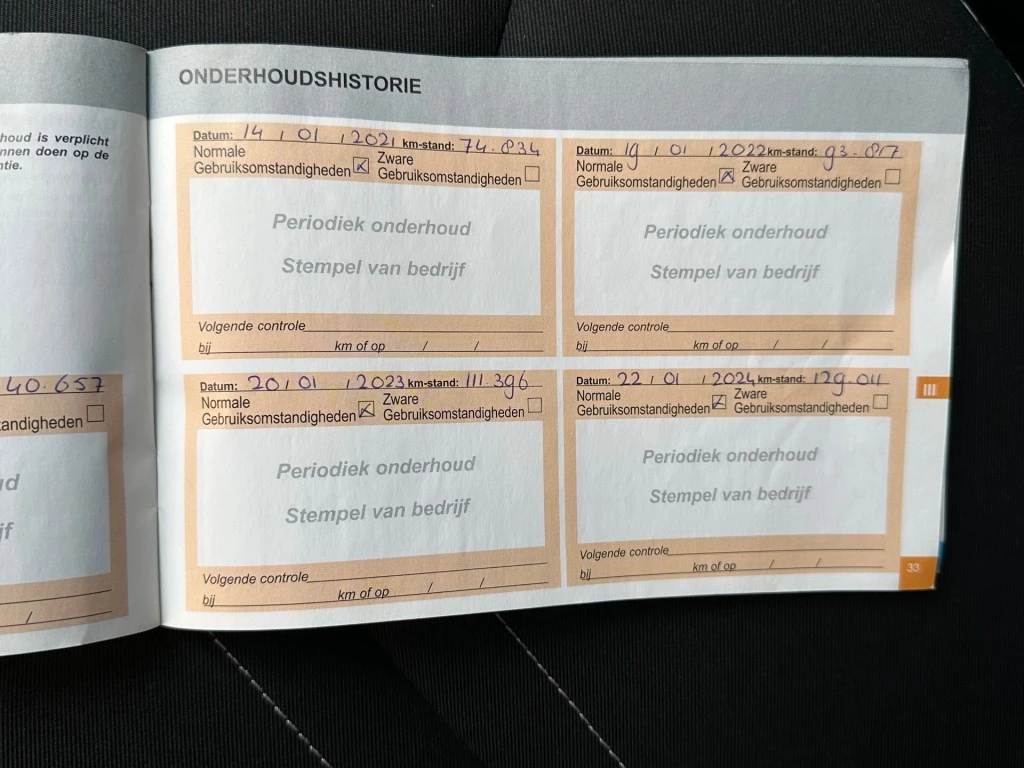 houd is verplicht
nnen doen op de
ntie.
40.657
tandigheden
ud
jf
/
ONDERHOUDSHISTORIE
Datum: 14 / 01 / 2021 km-stand: 74.834
Normale Gebruiksomstandigheden
Zware Gebruiksomstandigheden
Periodiek onderhoud
Stempel van bedrijf
Volgende controle
bij km of op / /
Datum: 19 / 01 / 2022 km-stand: 93.817
Normale Gebruiksomstandigheden
Zware Gebruiksomstandigheden
Periodiek onderhoud
Stempel van bedrijf
Volgende controle
bij km of op / /
Datum: 20 / 01 / 2023 km-stand: 111.396
Normale Gebruiksomstandigheden
Zware Gebruiksomstandigheden
Periodiek onderhoud
Stempel van bedrijf
Volgende controle
bij km of op / /
Datum: 22 / 01 / 2024 km-stand: 129.011
Normale Gebruiksomstandigheden
Zware Gebruiksomstandigheden
Periodiek onderhoud
Stempel van bedrijf
Volgende controle
bij km of op / /
III
33